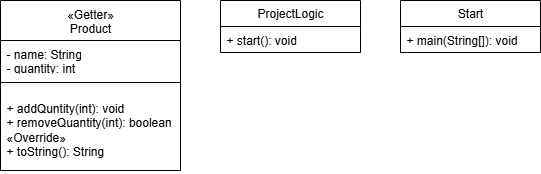 «Getter»
Product
- name: String
- quantity: int
+ addQuntity(int): void
+ removeQuantity(int): boolean
«Override»
+ toString(): String
ProjectLogic
+ start(): void
Start
+ main(String[]): void